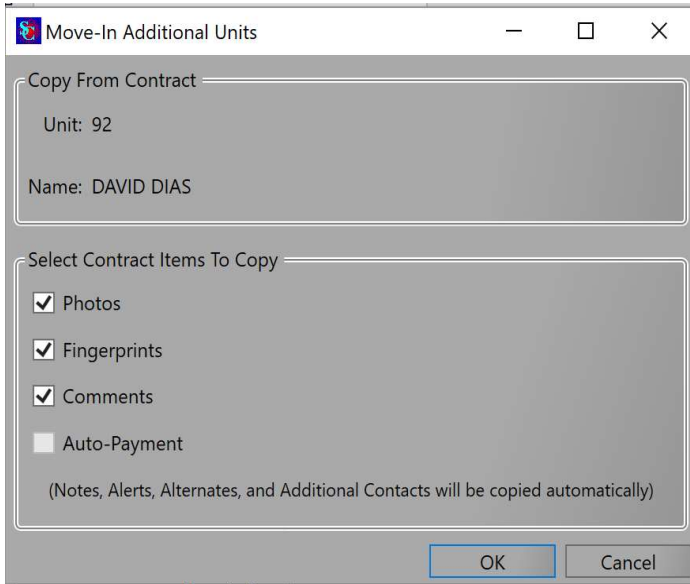 Move-In Additional Units
Copy From Contract
Unit: 92
Name: DAVID DIAS
Select Contract Items To Copy
Photos
Fingerprints
Comments
Auto-Payment
(Notes, Alerts, Alternates, and Additional Contacts will be copied automatically)
OK Cancel